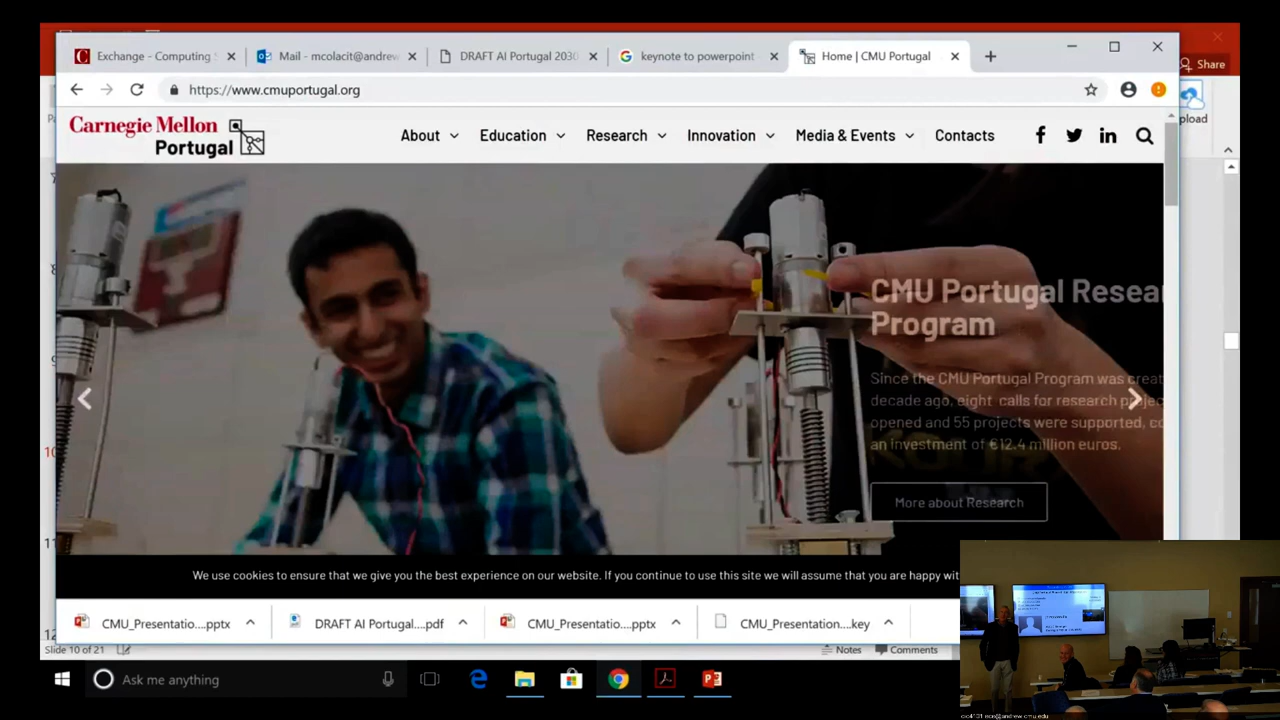 Exchange - Computing
Mail - mcolacit@andrew
DRAFT AI Portugal 2030
keynote to powerpoint
Home | CMU Portugal
Share
https://www.cmuportugal.org
pload
Carnegie Mellon
Portugal
About
Education
Research
Innovation
Media & Events
Contacts
CMU Portugal Resear
Program
Since the CMU Portugal Program was creat
decade ago, eight calls for research proje
opened and 55 projects were supported, co
an investment of €12.4 million euros.
More about Research
We use cookies to ensure that we give you the best experience on our website. If you continue to use this site we will assume that you are happy wit
CMU_Presentatio....pptx
DRAFT AI Portugal....pdf
CMU_Presentatio....pptx
CMU_Presentation....key
Slide 10 of 21
Notes
Comments
Ask me anything
10
11
12